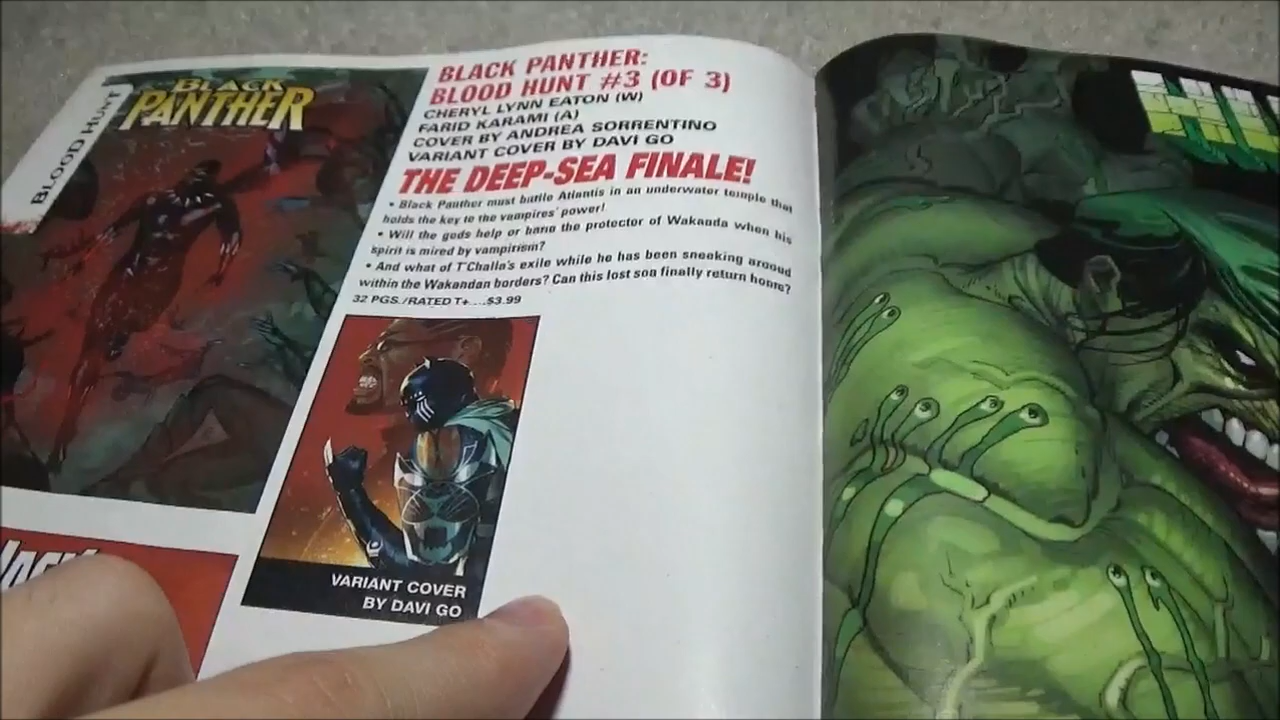 BLOOD HUNT
BLACK
PANTHER
BLACK PANTHER:
BLOOD HUNT #3 (OF 3)
CHERYL LYNN EATON (W)
FARID KARAMI (A)
COVER BY ANDREA SORRENTINO
VARIANT COVER BY DAVI GO
THE DEEP-SEA FINALE!
• Black Panther must battle Atlantis in an underwater temple that
holds the key to the vampires' power!
• Will the gods help or harm the protector of Wakanda when his
spirit is mired by vampirism?
• And what of T'Challa's exile while he has been sneaking around
within the Wakandan borders? Can this lost son finally return home?
32 PGS./RATED T+ ...$3.99
VARIANT COVER
BY DAVI GO